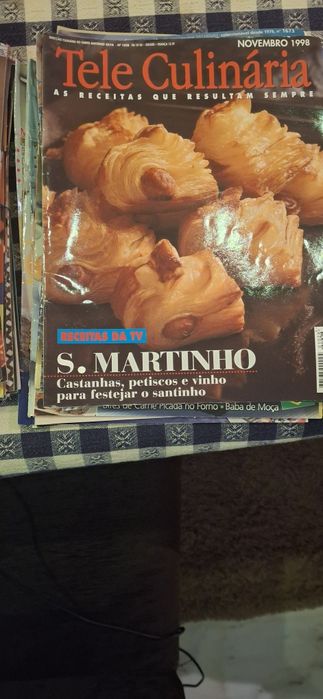 NOVEMBRO 1998
Tele Culinária
AS RECEITAS QUE RESULTAM SEMPRE
RECEITAS DA TV
S. MARTINHO
Castanhas, petiscos e vinho
para festejar o santinho
de Carne Picada no Forno • Baba de Moça